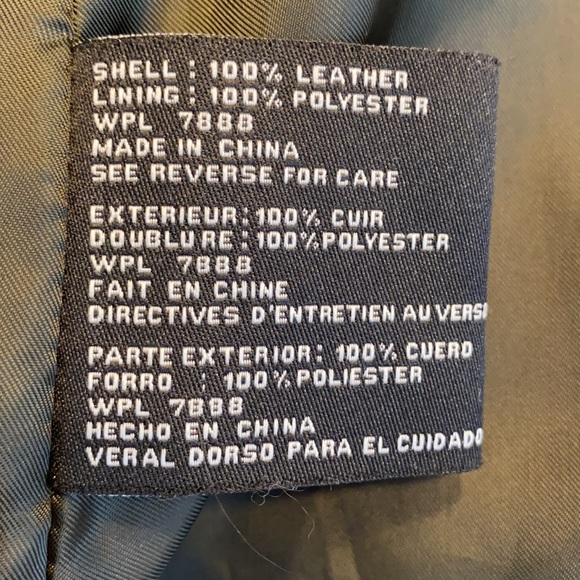 SHELL : 100% LEATHER
LINING : 100% POLYESTER
WPL 7888
MADE IN CHINA
SEE REVERSE FOR CARE
EXTERIEUR : 100% CUIR
DOUBLURE : 100% POLYESTER
WPL 7888
FAIT EN CHINE
DIRECTIVES D'ENTRETIEN AU VERSO
PARTE EXTERIOR : 100% CUERO
FORRO : 100% POLIESTER
WPL 7888
HECHO EN CHINA
VERAL DORSO PARA EL CUIDADO